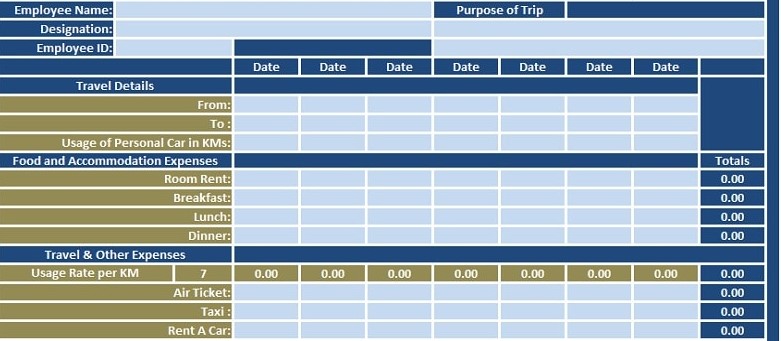 Employee Name: Purpose of Trip
Designation:
Employee ID:
Date Date Date Date Date Date Date
Travel Details
From:
To :
Usage of Personal Car in KMs:
Food and Accommodation Expenses Totals
Room Rent: 0.00
Breakfast: 0.00
Lunch: 0.00
Dinner: 0.00
Travel & Other Expenses
Usage Rate per KM 7 0.00 0.00 0.00 0.00 0.00 0.00 0.00 0.00
Air Ticket: 0.00
Taxi : 0.00
Rent A Car: 0.00